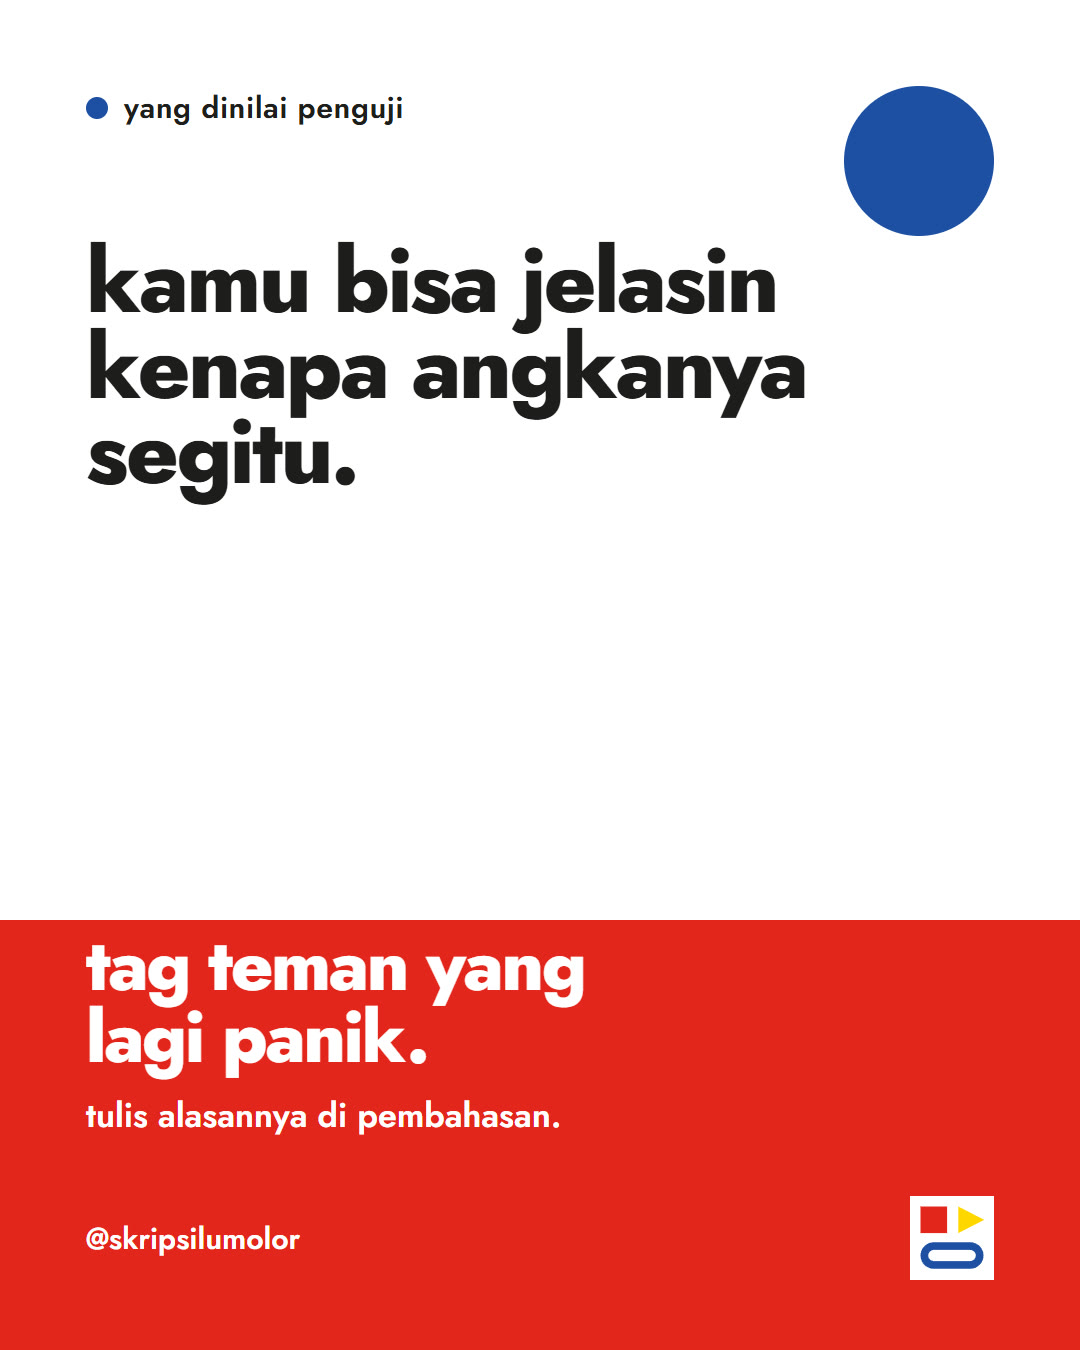 yang dinilai penguji
kamu bisa jelasin
kenapa angkanya
segitu.
tag teman yang
lagi panik.
tulis alasannya di pembahasan.
@skripsilumolor